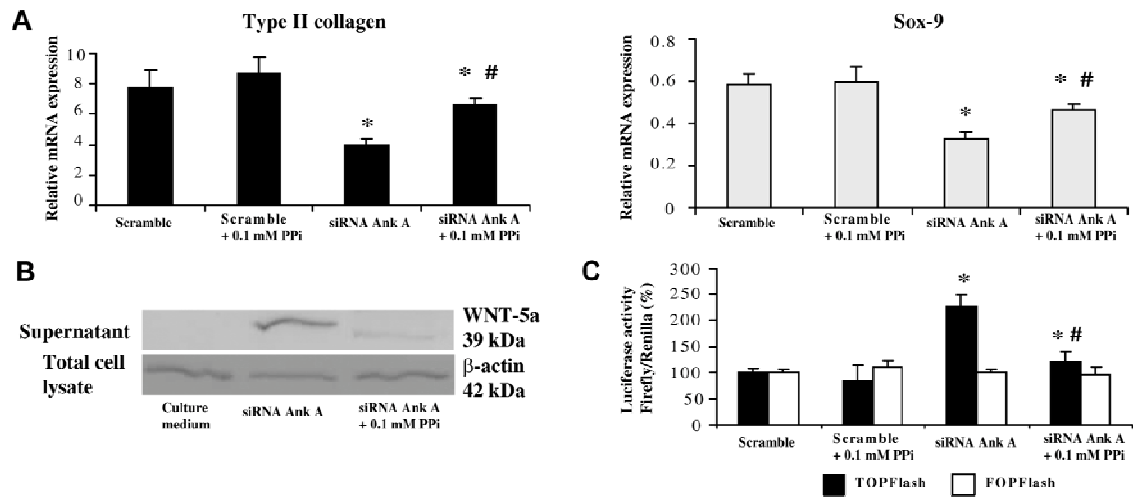 A
Type II collagen
Relative mRNA expression
10
8
6
4
2
0
*
* #
Scramble
Scramble
+ 0.1 mM PPi
siRNA Ank A
siRNA Ank A
+ 0.1 mM PPi
Sox-9
Relative mRNA expression
0.8
0.6
0.4
0.2
0
*
* #
Scramble
Scramble
+ 0.1 mM PPi
siRNA Ank A
siRNA Ank A
+ 0.1 mM PPi
B
Supernatant
WNT-5a
39 kDa
Total cell
lysate
β-actin
42 kDa
Culture
medium
siRNA Ank A
siRNA Ank A
+ 0.1 mM PPi
C
Luciferase activity
Firefly/Renilla (%)
300
250
200
150
100
50
0
*
* #
Scramble
Scramble
+ 0.1 mM PPi
siRNA Ank A
siRNA Ank A
+ 0.1 mM PPi
TOPFlash
FOPFlash